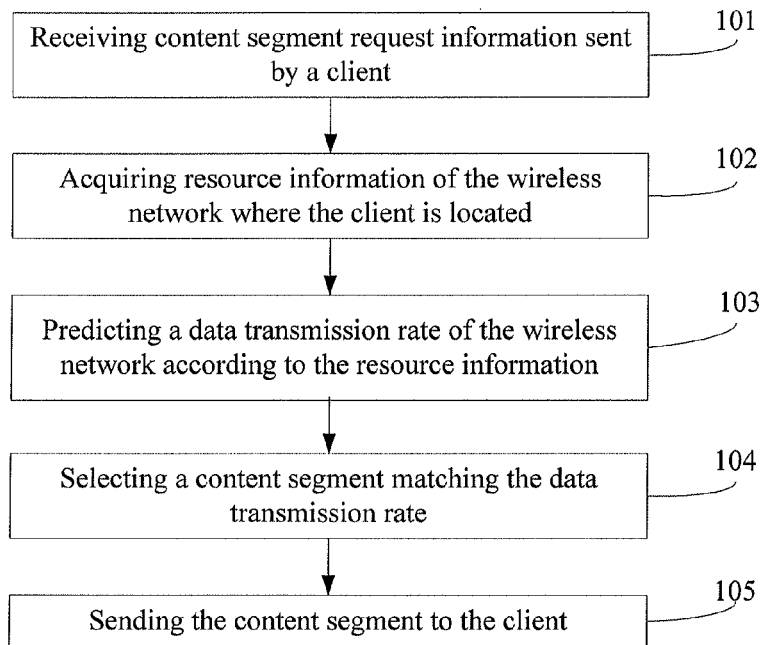 Receiving content segment request information sent
by a client
101
Acquiring resource information of the wireless
network where the client is located
102
Predicting a data transmission rate of the wireless
network according to the resource information
103
Selecting a content segment matching the data
transmission rate
104
Sending the content segment to the client
105